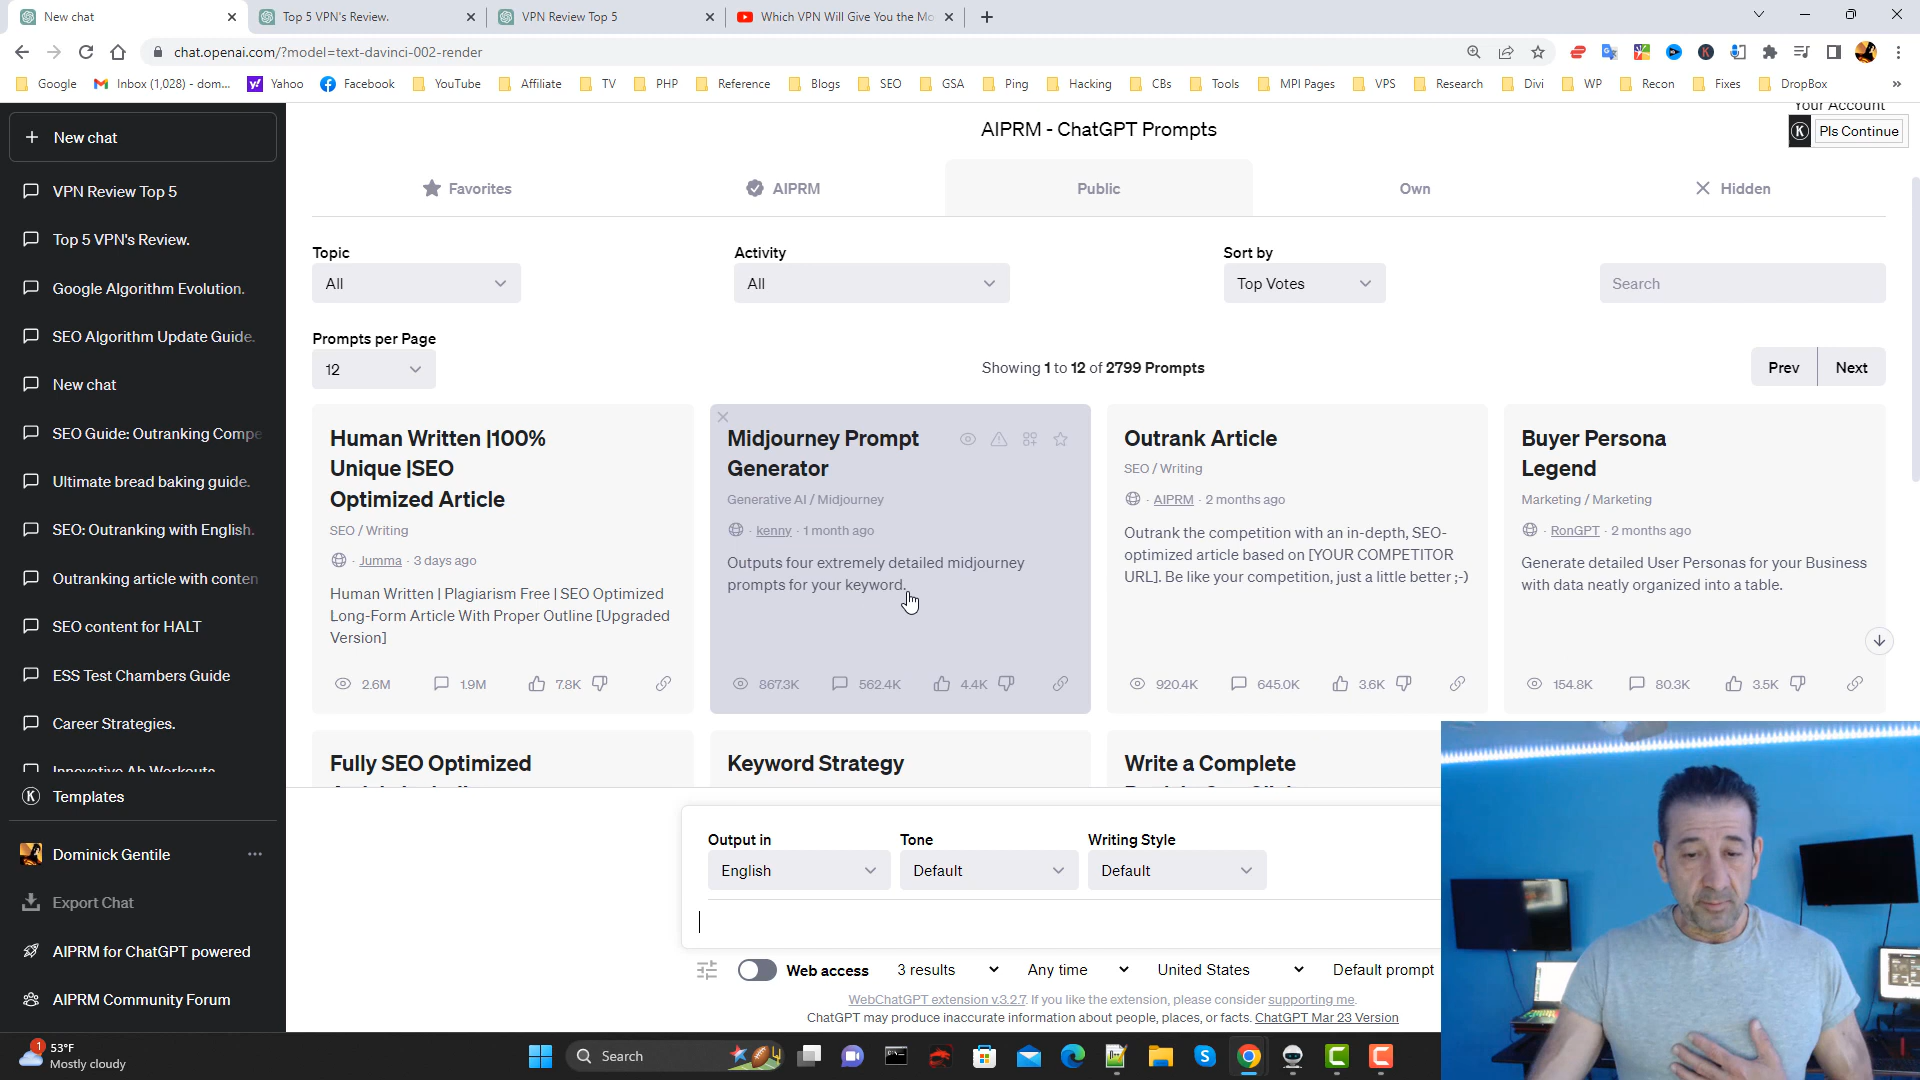 New chat
Top 5 VPN's Review.
VPN Review Top 5
Which VPN Will Give You the Mo
chat.openai.com/?model=text-davinci-002-render
Google
Inbox (1,028) - dom...
Yahoo
Facebook
YouTube
Affiliate
TV
PHP
Reference
Blogs
SEO
GSA
Ping
Hacking
CBs
Tools
MPI Pages
VPS
Research
Divi
WP
Recon
Fixes
DropBox
»
New chat
VPN Review Top 5
Top 5 VPN's Review.
Google Algorithm Evolution.
SEO Algorithm Update Guide.
New chat
SEO Guide: Outranking Compe
Ultimate bread baking guide.
SEO: Outranking with English.
Outranking article with conten
SEO content for HALT
ESS Test Chambers Guide
Career Strategies.
Innovative Ab Workouts
Templates
Dominick Gentile
Export Chat
AIPRM for ChatGPT powered
AIPRM Community Forum
AIPRM - ChatGPT Prompts
Your Account
Pls Continue
Favorites
AIPRM
Public
Own
Hidden
Topic
All
Activity
All
Sort by
Top Votes
Search
Prompts per Page
12
Showing 1 to 12 of 2799 Prompts
Prev
Next
Human Written |100%
Unique |SEO
Optimized Article
SEO / Writing
· Jumma · 3 days ago
Human Written | Plagiarism Free | SEO Optimized
Long-Form Article With Proper Outline [Upgraded
Version]
2.6M
1.9M
7.8K
Midjourney Prompt
Generator
Generative AI / Midjourney
· kenny · 1 month ago
Outputs four extremely detailed midjourney
prompts for your keyword.
867.3K
562.4K
4.4K
Outrank Article
SEO / Writing
· AIPRM · 2 months ago
Outrank the competition with an in-depth, SEO-
optimized article based on [YOUR COMPETITOR
URL]. Be like your competition, just a little better ;-)
920.4K
645.0K
3.6K
Buyer Persona
Legend
Marketing / Marketing
· RonGPT · 2 months ago
Generate detailed User Personas for your Business
with data neatly organized into a table.
154.8K
80.3K
3.5K
Fully SEO Optimized
Keyword Strategy
Write a Complete
Output in
English
Tone
Default
Writing Style
Default
Web access
3 results
Any time
United States
Default prompt
WebChatGPT extension v.3.2.7. If you like the extension, please consider supporting me.
ChatGPT may produce inaccurate information about people, places, or facts. ChatGPT Mar 23 Version
1
53°F
Mostly cloudy
Search